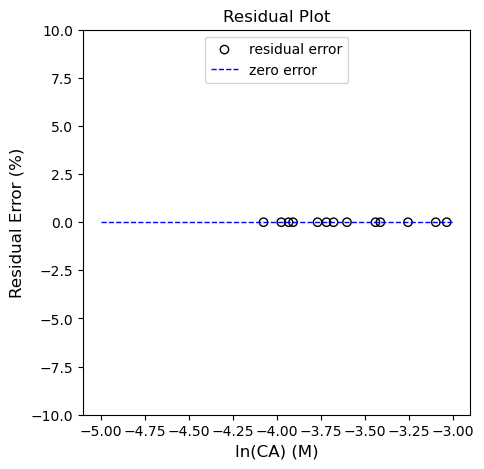 Residual Plot
residual error
zero error
10.0
7.5
5.0
2.5
0.0
−2.5
−5.0
−7.5
−10.0
Residual Error (%)
−5.00 −4.75 −4.50 −4.25 −4.00 −3.75 −3.50 −3.25 −3.00
ln(CA) (M)